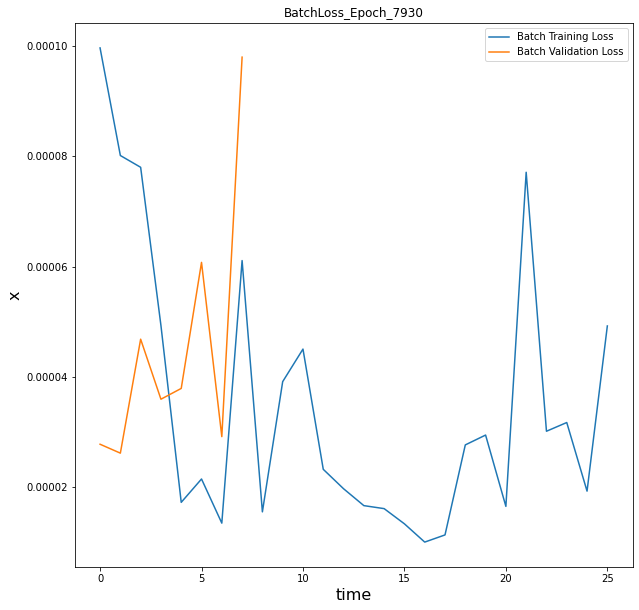 BatchLoss_Epoch_7930
Batch Training Loss
Batch Validation Loss
0.00010
0.00008
0.00006
0.00004
0.00002
x
0 5 10 15 20 25
time